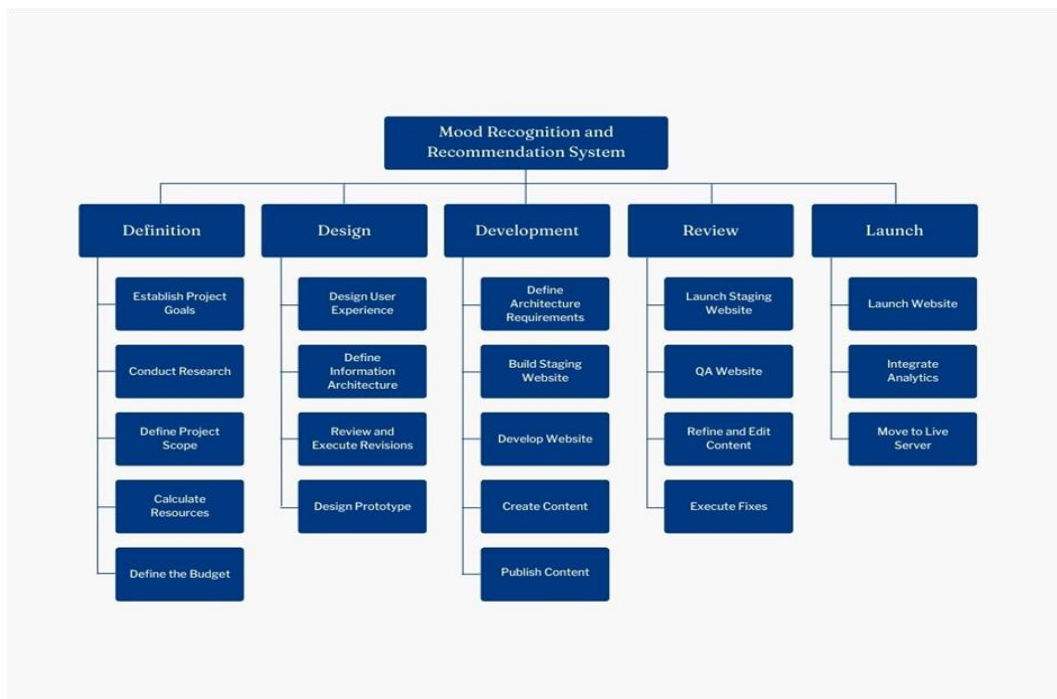 Mood Recognition and
Recommendation System
Definition
Design
Development
Review
Launch
Establish Project
Goals
Conduct Research
Define Project
Scope
Calculate
Resources
Define the Budget
Design User
Experience
Define
Information
Architecture
Review and
Execute Revisions
Design Prototype
Define
Architecture
Requirements
Build Staging
Website
Develop Website
Create Content
Publish Content
Launch Staging
Website
QA Website
Refine and Edit
Content
Execute Fixes
Launch Website
Integrate
Analytics
Move to Live
Server